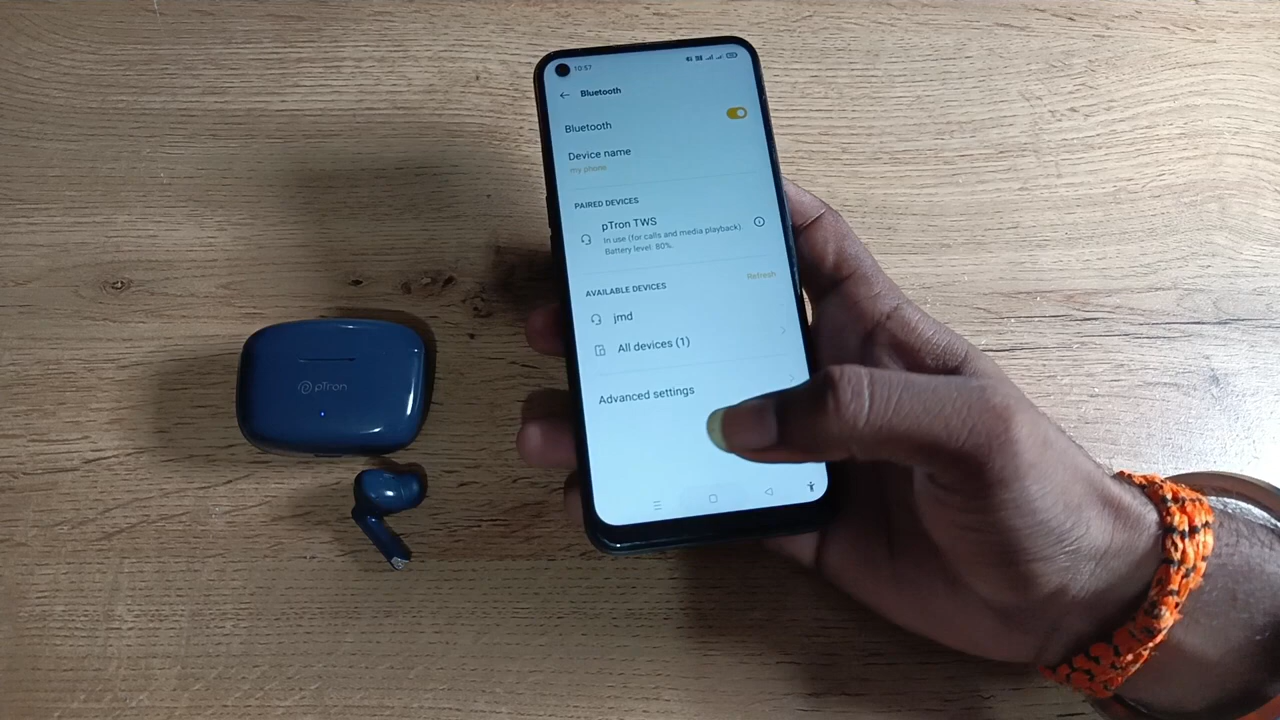 10:57
Bluetooth
Bluetooth
Device name
my phone
PAIRED DEVICES
pTron TWS
In use (for calls and media playback).
Battery level: 80%.
AVAILABLE DEVICES
Refresh
jmd
All devices (1)
Advanced settings
pTron